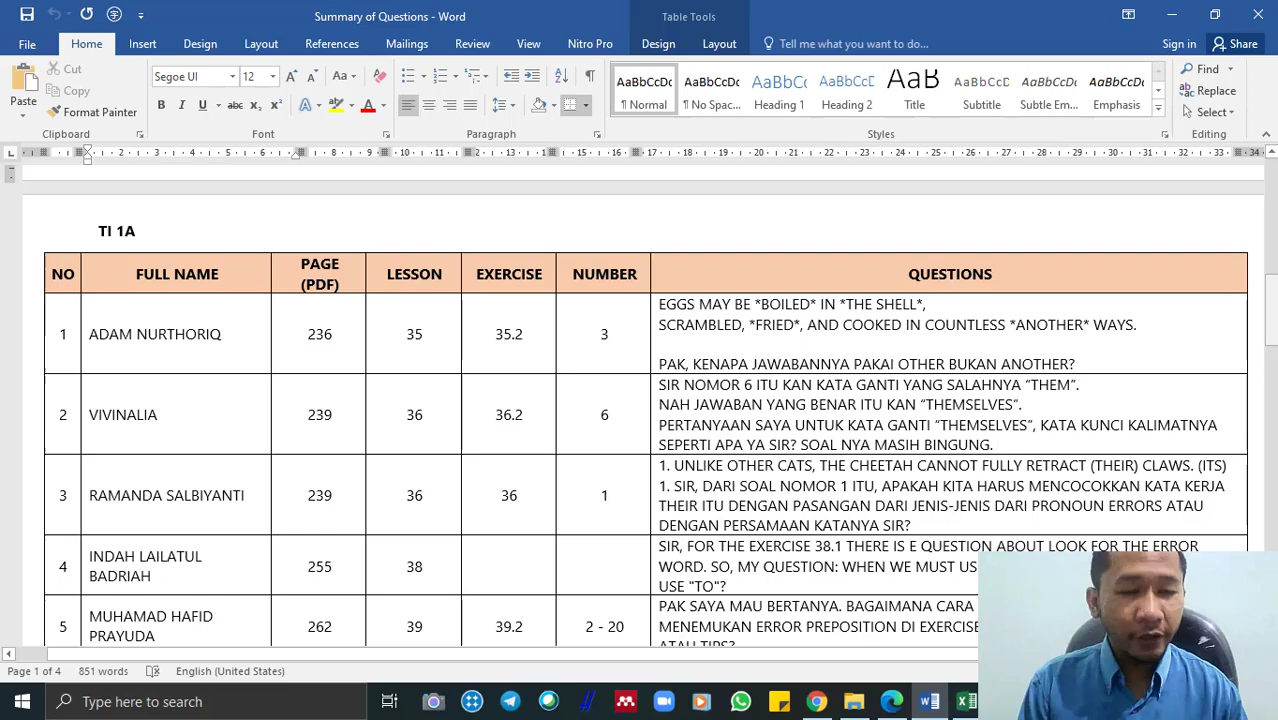 Summary of Questions - Word
Table Tools
File
Home
Insert
Design
Layout
References
Mailings
Review
View
Nitro Pro
Design
Layout
Tell me what you want to do...
Sign in
Share
Paste
Cut
Copy
Format Painter
Clipboard
Segoe UI
12
Font
Paragraph
AaBbCcDc
¶ Normal
AaBbCcDc
¶ No Spac...
AaBbCc
Heading 1
AaBbCcD
Heading 2
AaB
Title
AaBbCcD
Subtitle
AaBbCcDc
Subtle Em...
AaBbCcDc
Emphasis
Styles
Find
Replace
Select
Editing
TI 1A
NO
FULL NAME
PAGE
(PDF)
LESSON
EXERCISE
NUMBER
QUESTIONS
1
ADAM NURTHORIQ
236
35
35.2
3
EGGS MAY BE *BOILED* IN *THE SHELL*,
SCRAMBLED, *FRIED*, AND COOKED IN COUNTLESS *ANOTHER* WAYS.
PAK, KENAPA JAWABANNYA PAKAI OTHER BUKAN ANOTHER?
2
VIVINALIA
239
36
36.2
6
SIR NOMOR 6 ITU KAN KATA GANTI YANG SALAHNYA “THEM”.
NAH JAWABAN YANG BENAR ITU KAN “THEMSELVES”.
PERTANYAAN SAYA UNTUK KATA GANTI “THEMSELVES”, KATA KUNCI KALIMATNYA
SEPERTI APA YA SIR? SOAL NYA MASIH BINGUNG.
3
RAMANDA SALBIYANTI
239
36
36
1
1. UNLIKE OTHER CATS, THE CHEETAH CANNOT FULLY RETRACT (THEIR) CLAWS. (ITS)
1. SIR, DARI SOAL NOMOR 1 ITU, APAKAH KITA HARUS MENCOCOKKAN KATA KERJA
THEIR ITU DENGAN PASANGAN DARI JENIS-JENIS DARI PRONOUN ERRORS ATAU
DENGAN PERSAMAAN KATANYA SIR?
4
INDAH LAILATUL
BADRIAH
255
38
SIR, FOR THE EXERCISE 38.1 THERE IS E QUESTION ABOUT LOOK FOR THE ERROR
WORD. SO, MY QUESTION: WHEN WE MUST US
USE "TO"?
5
MUHAMAD HAFID
PRAYUDA
262
39
39.2
2 - 20
PAK SAYA MAU BERTANYA. BAGAIMANA CARA
MENEMUKAN ERROR PREPOSITION DI EXERCISE
ATAU TIPS?
Page 1 of 4
851 words
English (United States)
Type here to search